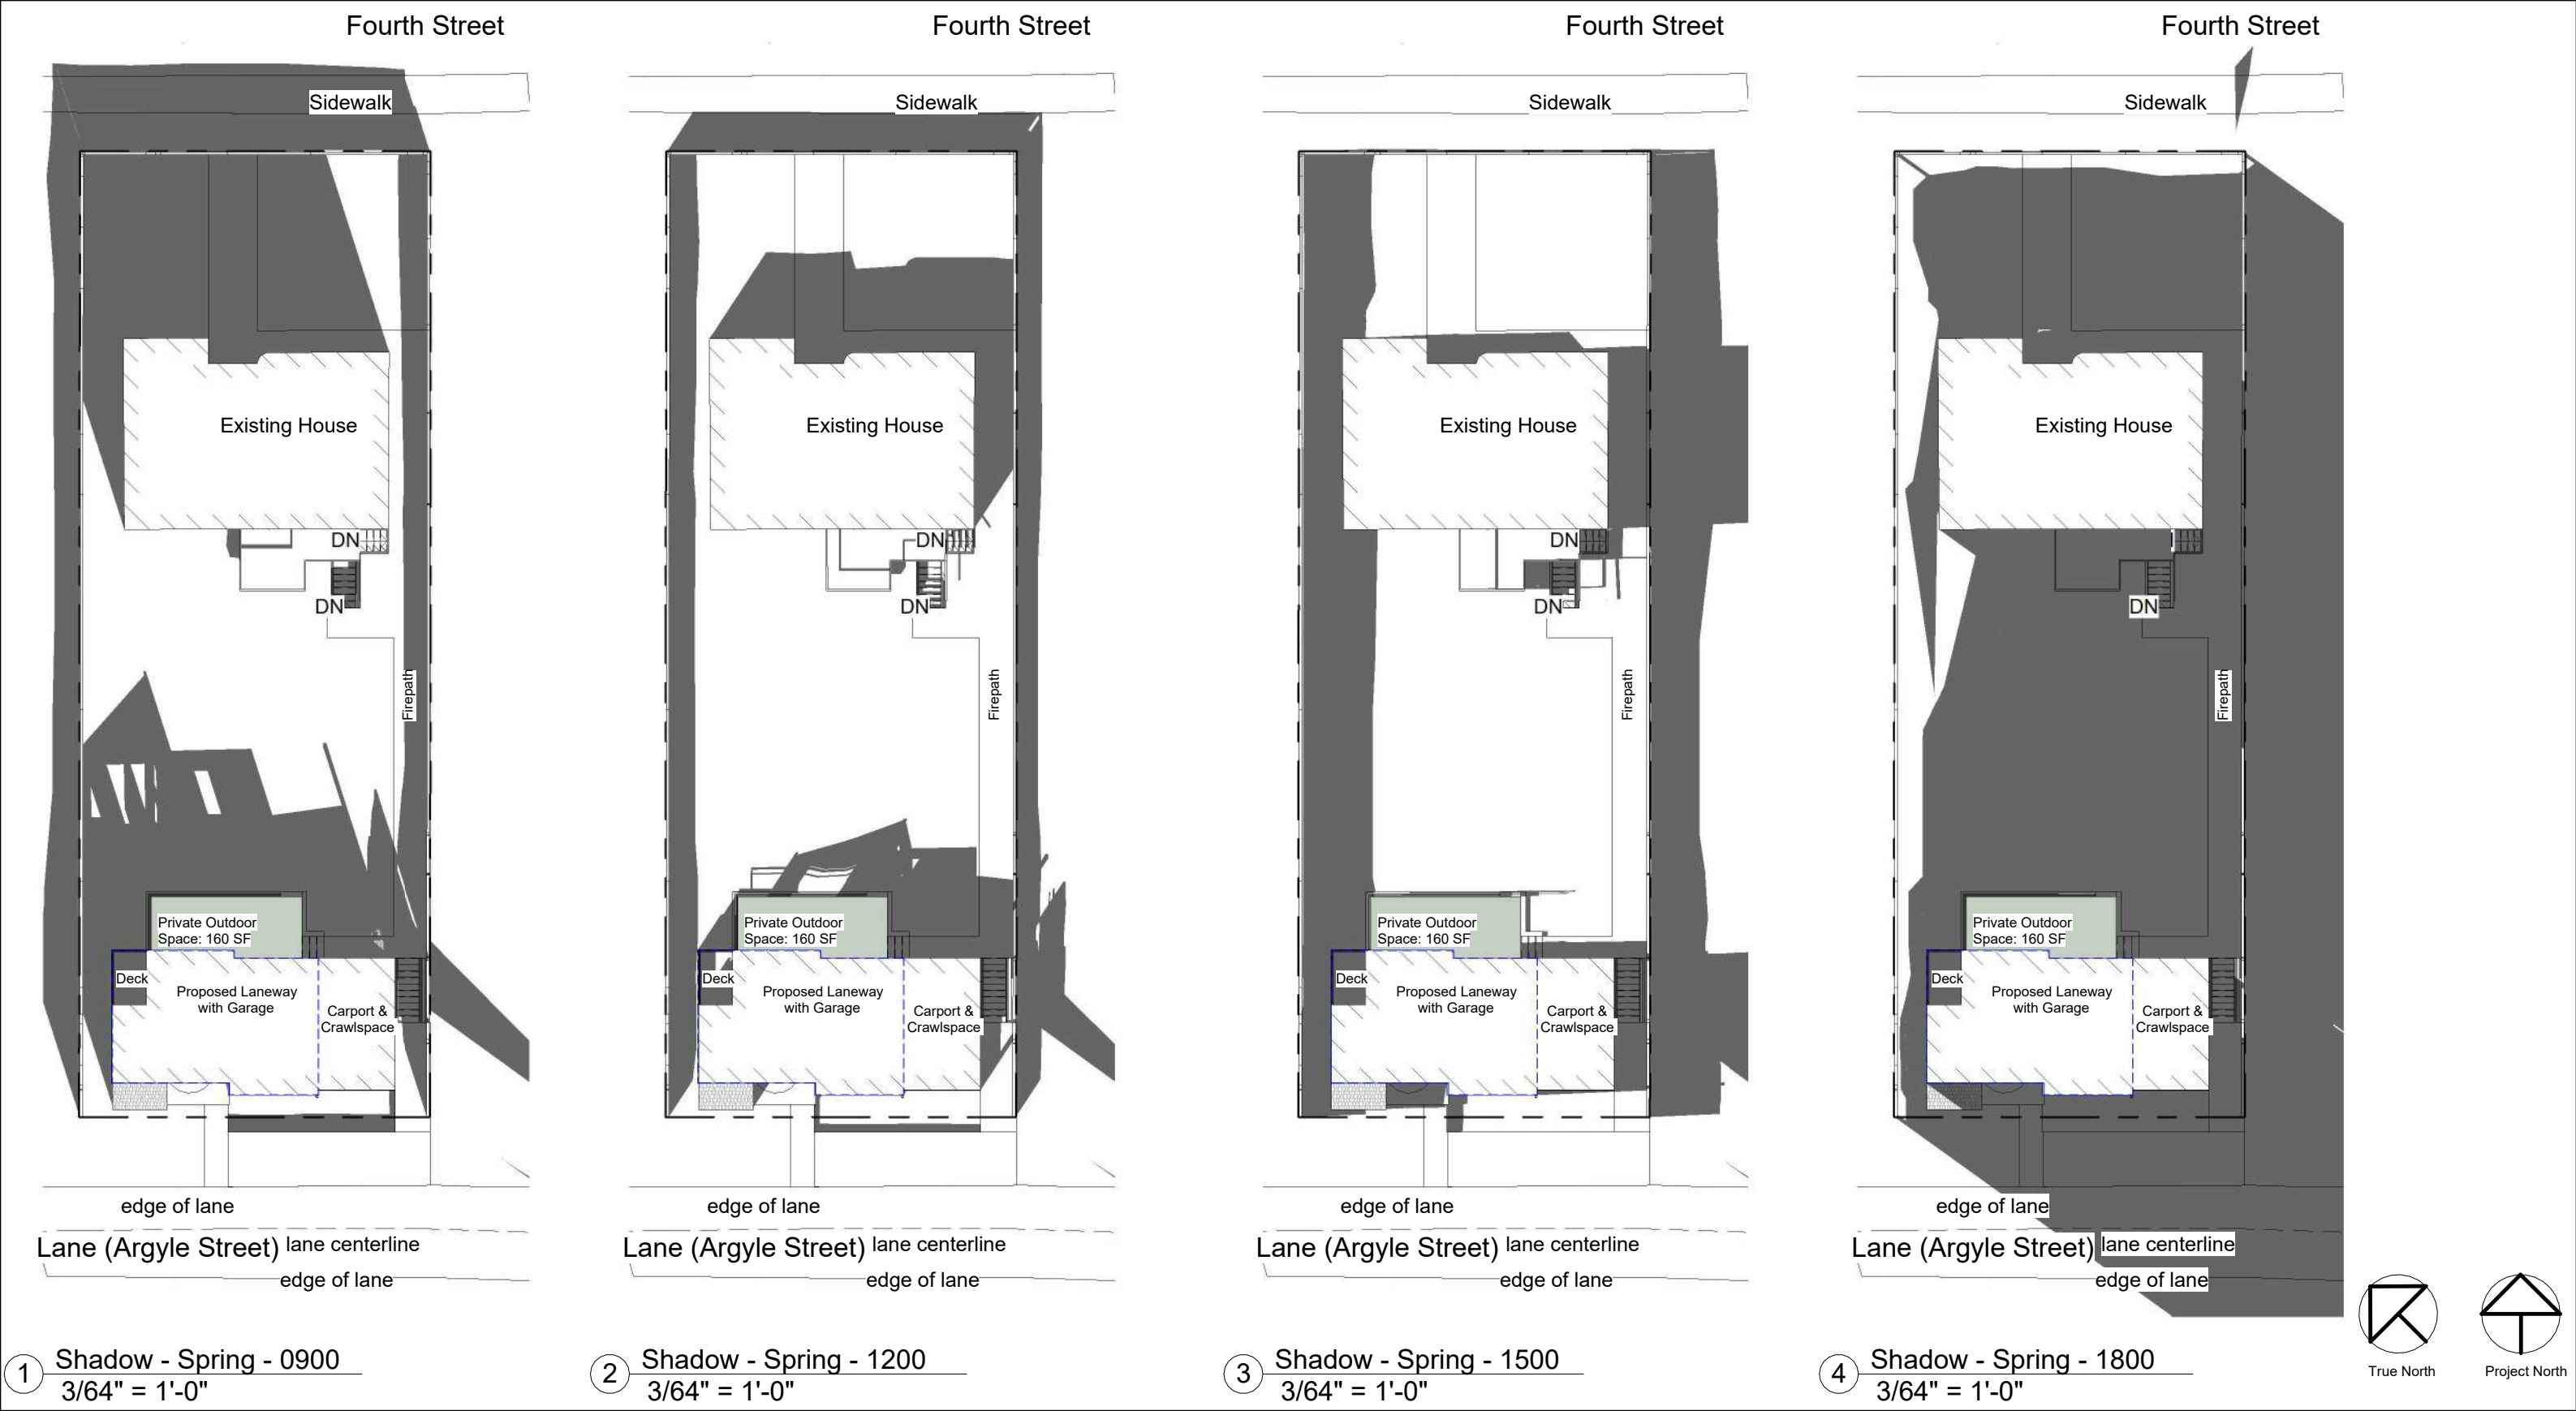 Fourth Street
Sidewalk
Existing House
DN
DN
Firepath
Private Outdoor
Space: 160 SF
Deck
Proposed Laneway
with Garage
Carport &
Crawlspace
edge of lane
Lane (Argyle Street)
lane centerline
edge of lane
1
Shadow - Spring - 0900
3/64" = 1'-0"
Fourth Street
Sidewalk
Existing House
DN
DN
Firepath
Private Outdoor
Space: 160 SF
Deck
Proposed Laneway
with Garage
Carport &
Crawlspace
edge of lane
Lane (Argyle Street)
lane centerline
edge of lane
2
Shadow - Spring - 1200
3/64" = 1'-0"
Fourth Street
Sidewalk
Existing House
DN
DN
Firepath
Private Outdoor
Space: 160 SF
Deck
Proposed Laneway
with Garage
Carport &
Crawlspace
edge of lane
Lane (Argyle Street)
lane centerline
edge of lane
3
Shadow - Spring - 1500
3/64" = 1'-0"
Fourth Street
Sidewalk
Existing House
DN
Firepath
Private Outdoor
Space: 160 SF
Deck
Proposed Laneway
with Garage
Carport &
Crawlspace
edge of lane
Lane (Argyle Street)
lane centerline
edge of lane
4
Shadow - Spring - 1800
3/64" = 1'-0"
True North
Project North